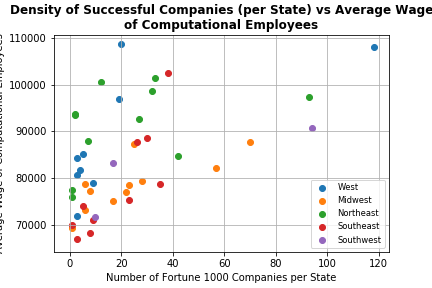 Density of Successful Companies (per State) vs Average Wage
of Computational Employees
Average Wage of Computational Employees
110000
100000
90000
80000
70000
0
20
40
60
80
100
120
Number of Fortune 1000 Companies per State
West
Midwest
Northeast
Southeast
Southwest